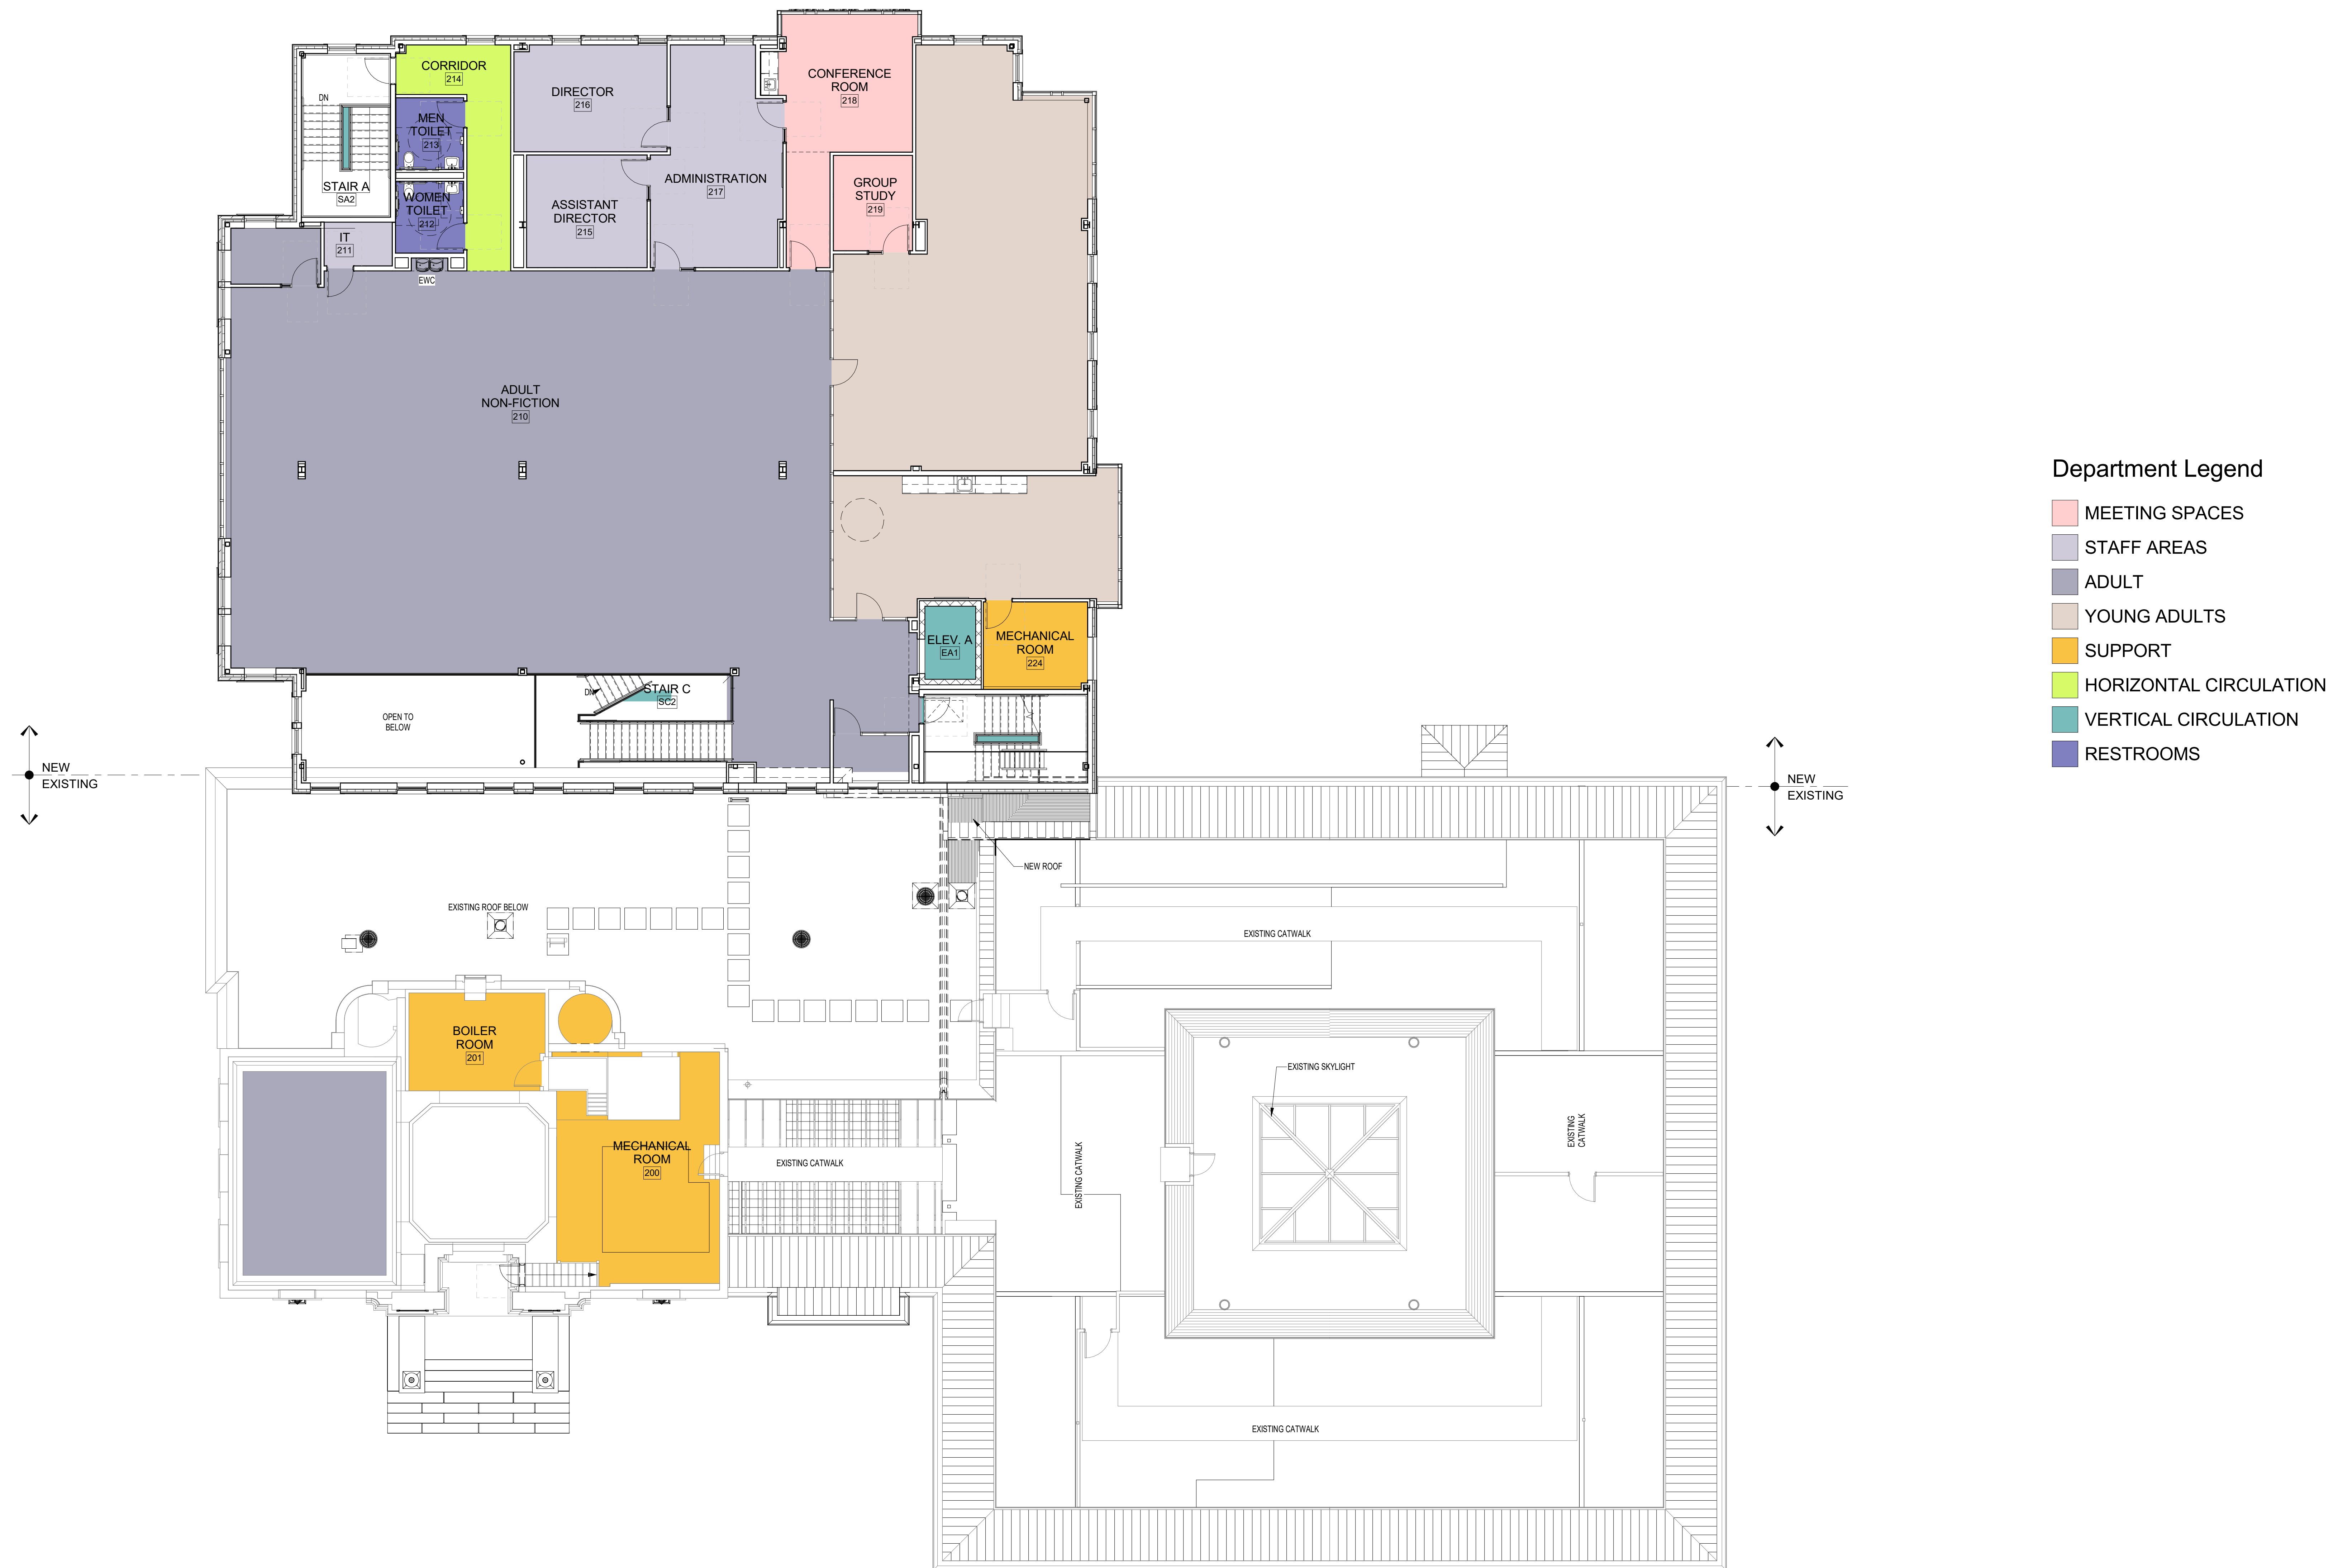 CORRIDOR
214
DIRECTOR
216
CONFERENCE
ROOM
218
DN
MEN
TOILET
213
STAIR A
SA2
WOMEN
TOILET
212
ADMINISTRATION
217
GROUP
STUDY
219
ASSISTANT
DIRECTOR
215
IT
211
EWC
ADULT
NON-FICTION
210
Department Legend
MEETING SPACES
STAFF AREAS
ADULT
YOUNG ADULTS
SUPPORT
HORIZONTAL CIRCULATION
VERTICAL CIRCULATION
RESTROOMS
ELEV. A
EA1
MECHANICAL
ROOM
224
DN
STAIR C
SC2
OPEN TO
BELOW
NEW
EXISTING
NEW
EXISTING
NEW ROOF
EXISTING ROOF BELOW
EXISTING CATWALK
BOILER
ROOM
201
EXISTING SKYLIGHT
MECHANICAL
ROOM
200
EXISTING CATWALK
EXISTING CATWALK
EXISTING
CATWALK
EXISTING CATWALK